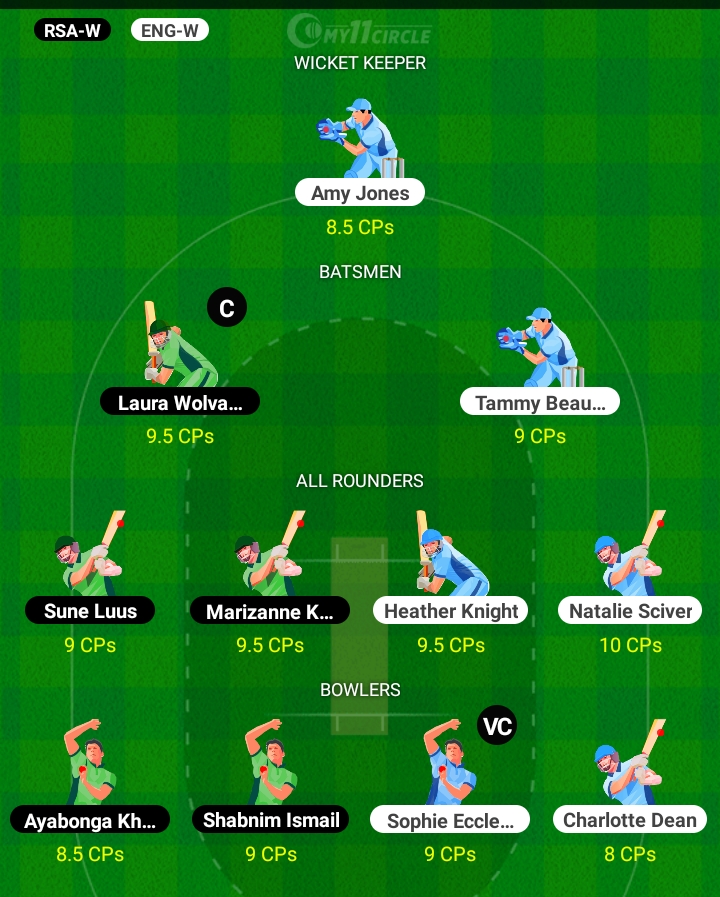 RSA-W ENG-W MY11CIRCLE
WICKET KEEPER
Amy Jones
8.5 CPs
BATSMEN
C
Laura Wolva... Tammy Beau...
9.5 CPs 9 CPs
ALL ROUNDERS
Sune Luus Marizanne K... Heather Knight Natalie Sciver
9 CPs 9.5 CPs 9.5 CPs 10 CPs
BOWLERS
VC
Ayabonga Kh... Shabnim Ismail Sophie Eccle... Charlotte Dean
8.5 CPs 9 CPs 9 CPs 8 CPs